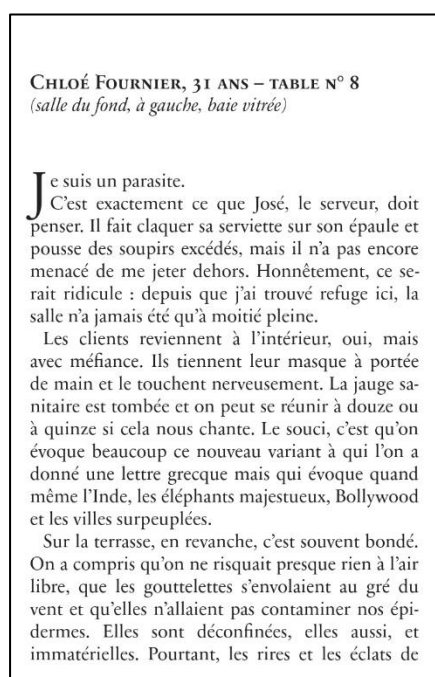 CHLOÉ FOURNIER, 31 ANS – TABLE N° 8
(salle du fond, à gauche, baie vitrée)
Je suis un parasite.
C'est exactement ce que José, le serveur, doit
penser. Il fait claquer sa serviette sur son épaule et
pousse des soupirs excédés, mais il n'a pas encore
menacé de me jeter dehors. Honnêtement, ce se-
rait ridicule : depuis que j'ai trouvé refuge ici, la
salle n'a jamais été qu'à moitié pleine.
Les clients reviennent à l'intérieur, oui, mais
avec méfiance. Ils tiennent leur masque à portée
de main et le touchent nerveusement. La jauge sa-
nitaire est tombée et on peut se réunir à douze ou
à quinze si cela nous chante. Le souci, c'est qu'on
évoque beaucoup ce nouveau variant à qui l'on a
donné une lettre grecque mais qui évoque quand
même l'Inde, les éléphants majestueux, Bollywood
et les villes surpeuplées.
Sur la terrasse, en revanche, c'est souvent bondé.
On a compris qu'on ne risquait presque rien à l'air
libre, que les gouttelettes s'envolaient au gré du
vent et qu'elles n'allaient pas contaminer nos épi-
dermes. Elles sont déconfinées, elles aussi, et
immatérielles. Pourtant, les rires et les éclats de